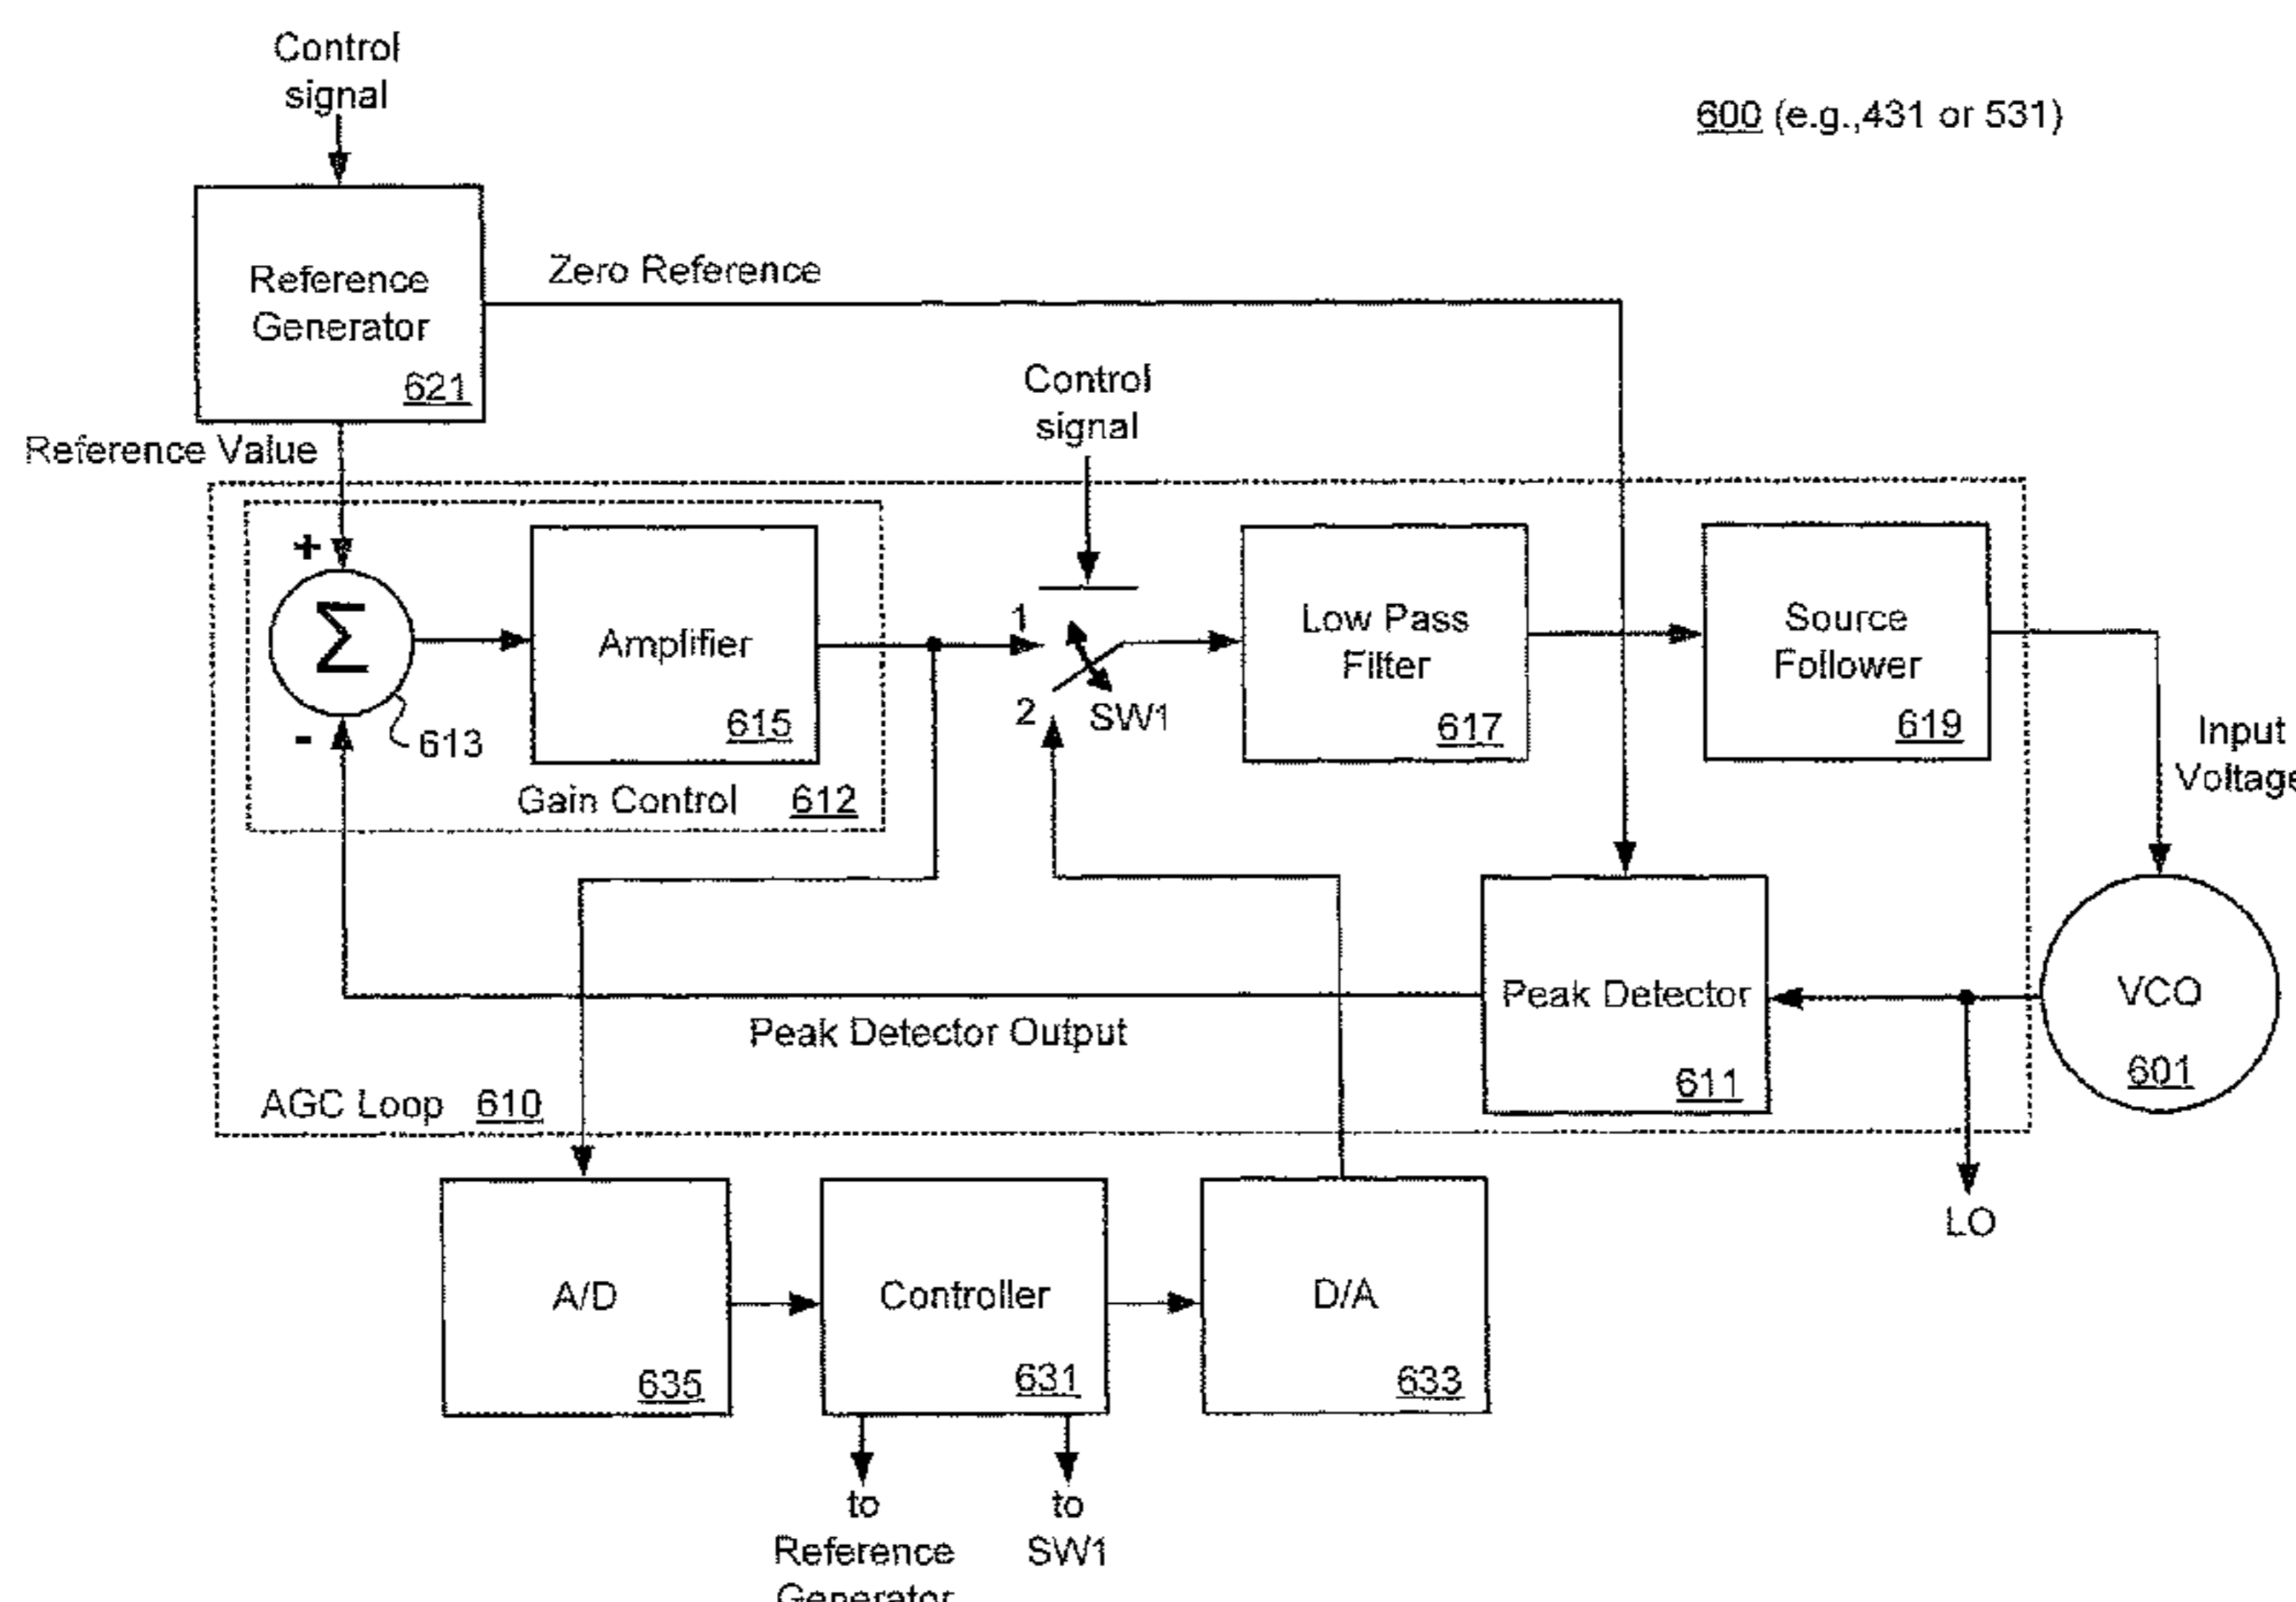 Control
signal
600 (e.g.,431 or 531)
Reference
Generator
621
Zero Reference
Reference Value
Control
signal
+
Σ
-
613
Amplifier
615
Gain Control 612
1
2
SW1
Low Pass
Filter
617
Source
Follower
619
Input
Voltage
Peak Detector
611
VCO
601
Peak Detector Output
AGC Loop 610
LO
A/D
635
Controller
631
D/A
633
to
Reference
Generator
to
SW1